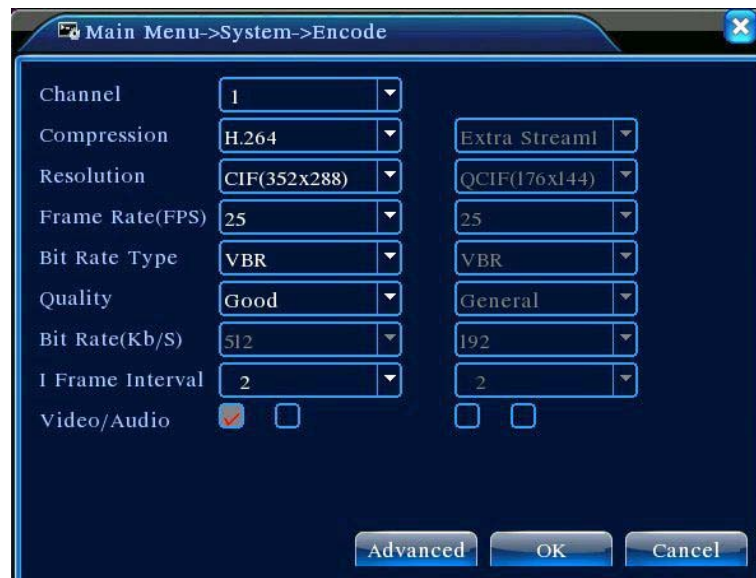 Main Menu->System->Encode
Channel 1
Compression H.264 Extra Stream1
Resolution CIF(352x288) QCIF(176x144)
Frame Rate(FPS) 25 25
Bit Rate Type VBR VBR
Quality Good General
Bit Rate(Kb/S) 512 192
I Frame Interval 2 2
Video/Audio
Advanced OK Cancel